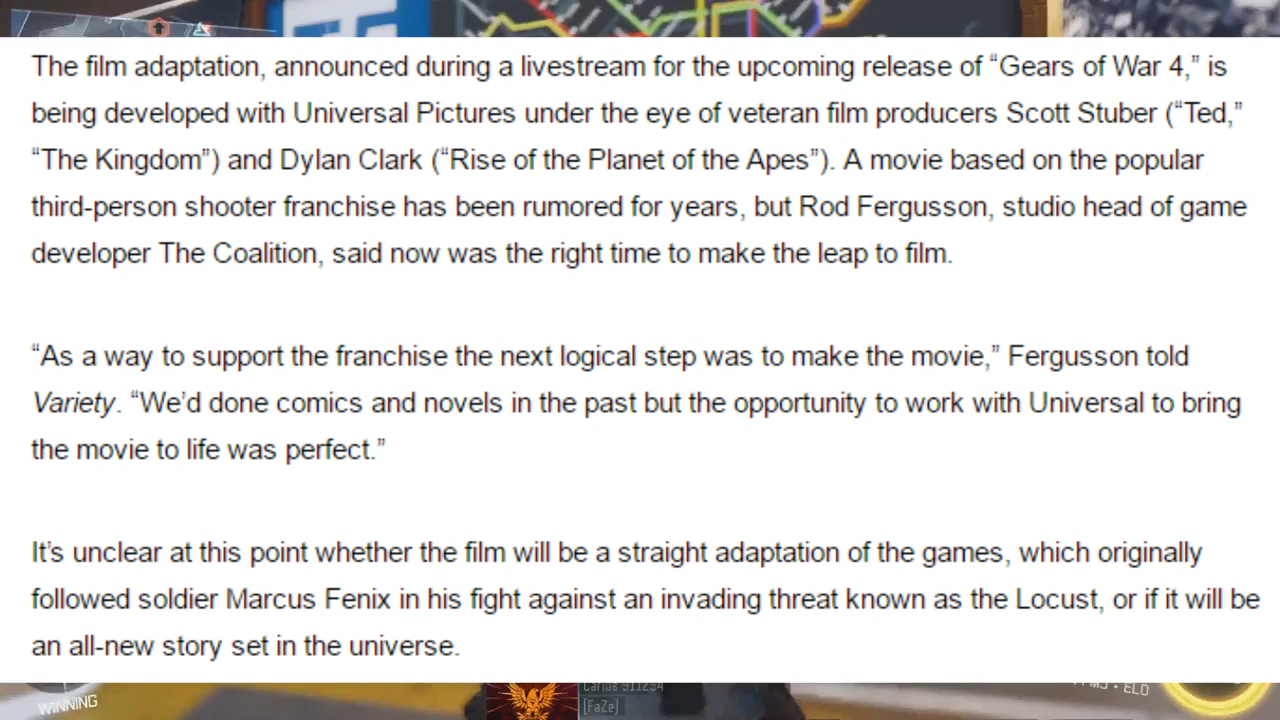 The film adaptation, announced during a livestream for the upcoming release of “Gears of War 4,” is
being developed with Universal Pictures under the eye of veteran film producers Scott Stuber (“Ted,”
“The Kingdom”) and Dylan Clark (“Rise of the Planet of the Apes”). A movie based on the popular
third-person shooter franchise has been rumored for years, but Rod Fergusson, studio head of game
developer The Coalition, said now was the right time to make the leap to film.
“As a way to support the franchise the next logical step was to make the movie,” Fergusson told
Variety. “We’d done comics and novels in the past but the opportunity to work with Universal to bring
the movie to life was perfect.”
It’s unclear at this point whether the film will be a straight adaptation of the games, which originally
followed soldier Marcus Fenix in his fight against an invading threat known as the Locust, or if it will be
an all-new story set in the universe.
WINNING
[FaZe]